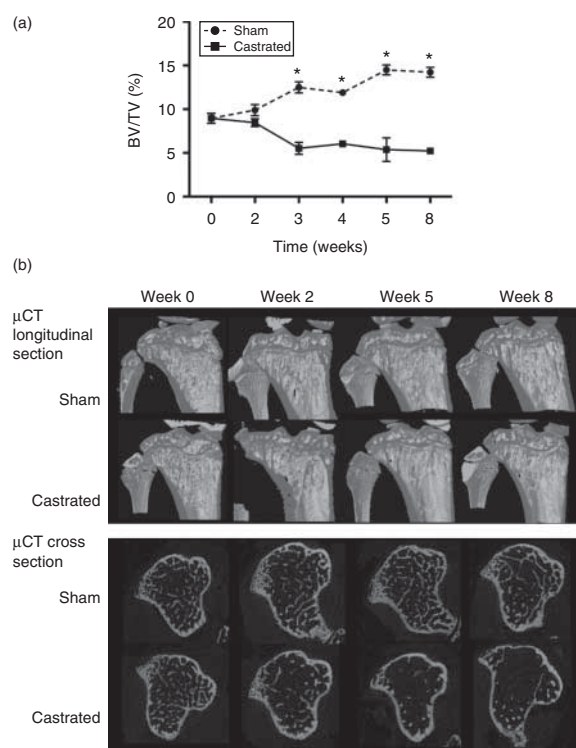 (a)
20
15
10
5
0
BV/TV (%)
Sham
Castrated
*
*
*
*
0 2 3 4 5 8
Time (weeks)
(b)
Week 0 Week 2 Week 5 Week 8
μCT
longitudinal
section
Sham
Castrated
μCT cross
section
Sham
Castrated